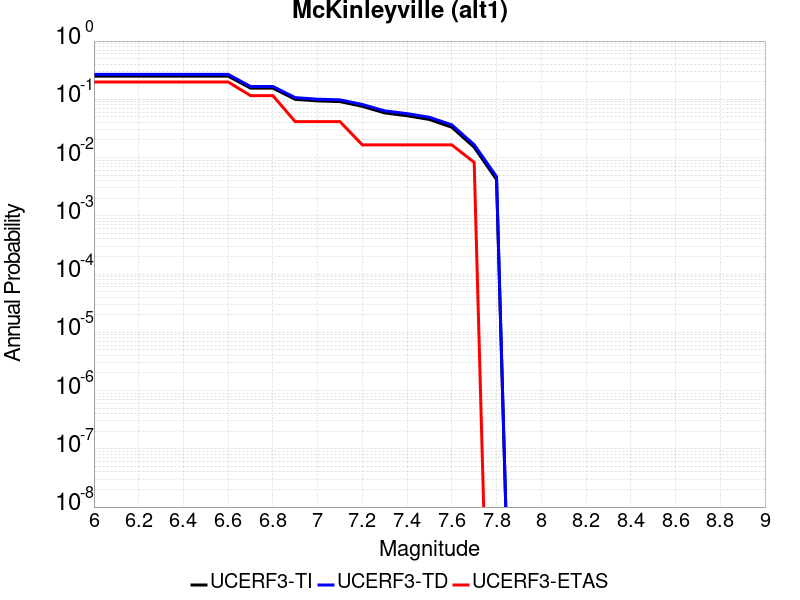 McKinleyville (alt1)
10^0
10^-1
10^-2
10^-3
10^-4
10^-5
10^-6
10^-7
10^-8
Annual Probability
6 6.2 6.4 6.6 6.8 7 7.2 7.4 7.6 7.8 8 8.2 8.4 8.6 8.8 9
Magnitude
UCERF3-TI UCERF3-TD UCERF3-ETAS